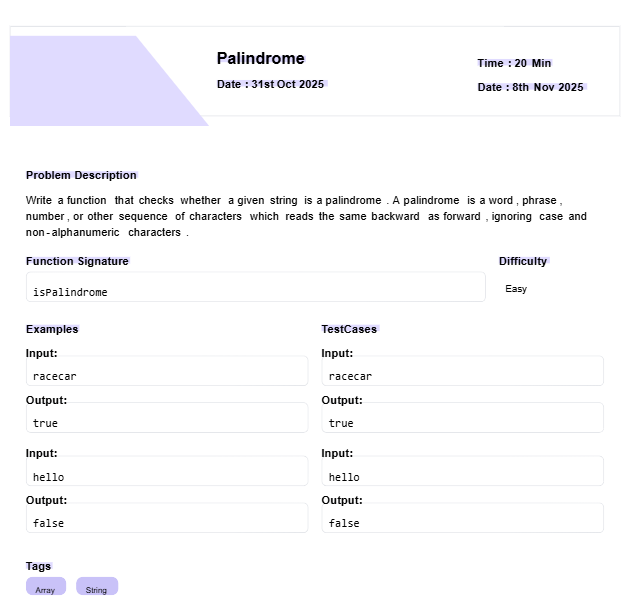 Palindrome
Time : 20 Min
Date : 31st Oct 2025
Date : 8th Nov 2025
Problem Description
Write a function that checks whether a given string is a palindrome . A palindrome is a word , phrase ,
number , or other sequence of characters which reads the same backward as forward , ignoring case and
non-alphanumeric characters .
Function Signature
Difficulty
isPalindrome
Easy
Examples
TestCases
Input:
racecar
Output:
true
Input:
hello
Output:
false
Input:
racecar
Output:
true
Input:
hello
Output:
false
Tags
Array
String